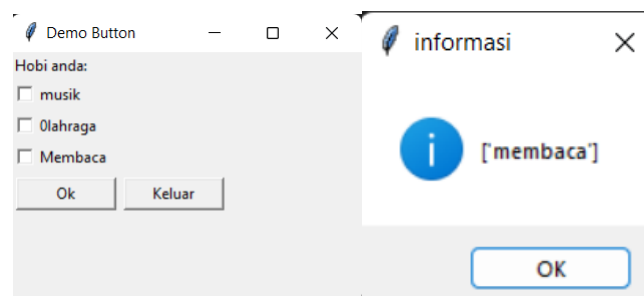 Demo Button
Hobi anda:
musik
0lahraga
Membaca
Ok Keluar
informasi
['membaca']
OK